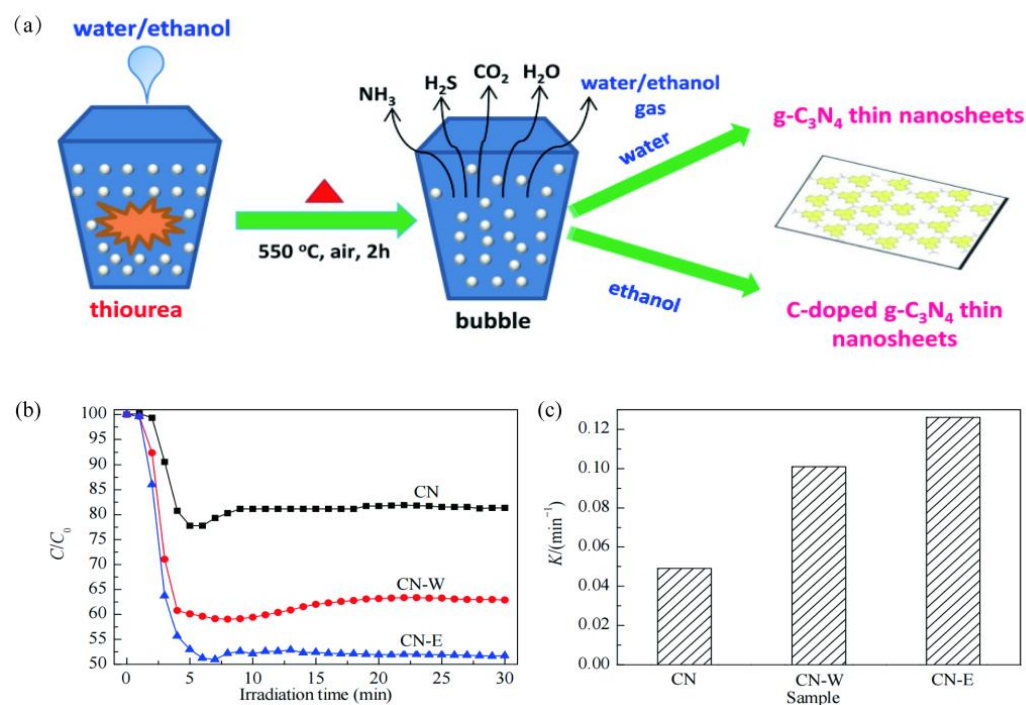 (a)
water/ethanol
thiourea
550 °C, air, 2h
NH₃
H₂S
CO₂
H₂O
water/ethanol
gas
bubble
water
ethanol
g-C₃N₄ thin nanosheets
C-doped g-C₃N₄ thin
nanosheets
(b)
C/C₀
100
95
90
85
80
75
70
65
60
55
50
CN
CN-W
CN-E
0
5
10
15
20
25
30
Irradiation time (min)
(c)
K/(min⁻¹)
0.12
0.10
0.08
0.06
0.04
0.02
0.00
CN
CN-W
CN-E
Sample